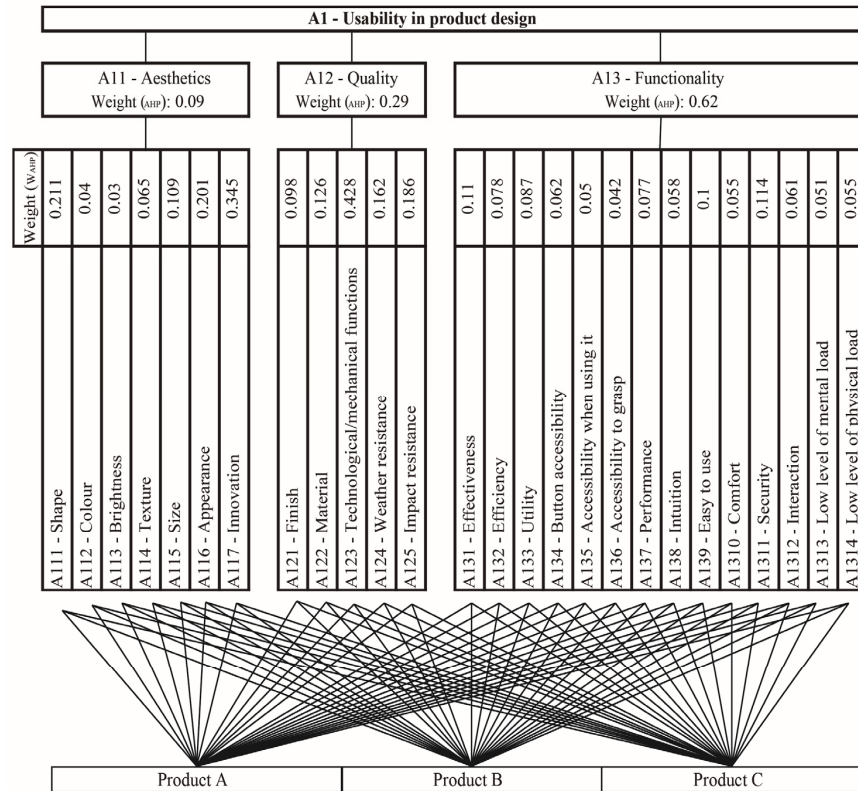 A1 - Usability in product design
A11 - Aesthetics
Weight (AHP): 0.09
A12 - Quality
Weight (AHP): 0.29
A13 - Functionality
Weight (AHP): 0.62
Weight (WAHP)
0.211
0.04
0.03
0.065
0.109
0.201
0.345
0.098
0.126
0.428
0.162
0.186
0.11
0.078
0.087
0.062
0.05
0.042
0.077
0.058
0.1
0.055
0.114
0.061
0.051
0.055
A111 - Shape
A112 - Colour
A113 - Brightness
A114 - Texture
A115 - Size
A116 - Appearance
A117 - Innovation
A121 - Finish
A122 - Material
A123 - Technological/mechanical functions
A124 - Weather resistance
A125 - Impact resistance
A131 - Effectiveness
A132 - Efficiency
A133 - Utility
A134 - Button accessibility
A135 - Accessibility when using it
A136 - Accessibility to grasp
A137 - Performance
A138 - Intuition
A139 - Easy to use
A1310 - Comfort
A1311 - Security
A1312 - Interaction
A1313 - Low level of mental load
A1314 - Low level of physical load
Product A
Product B
Product C